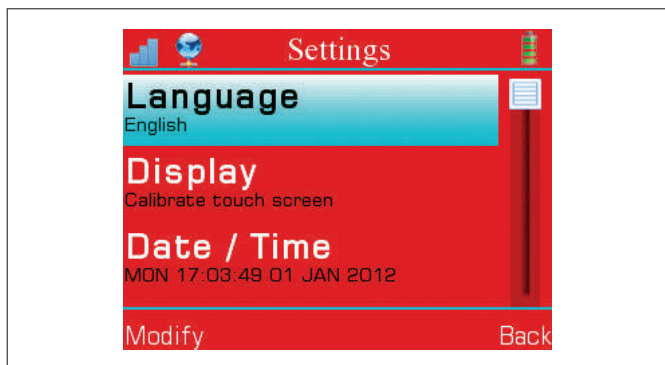 Settings
Language
English
Display
Calibrate touch screen
Date / Time
MON 17:03:49 01 JAN 2012
Modify
Back